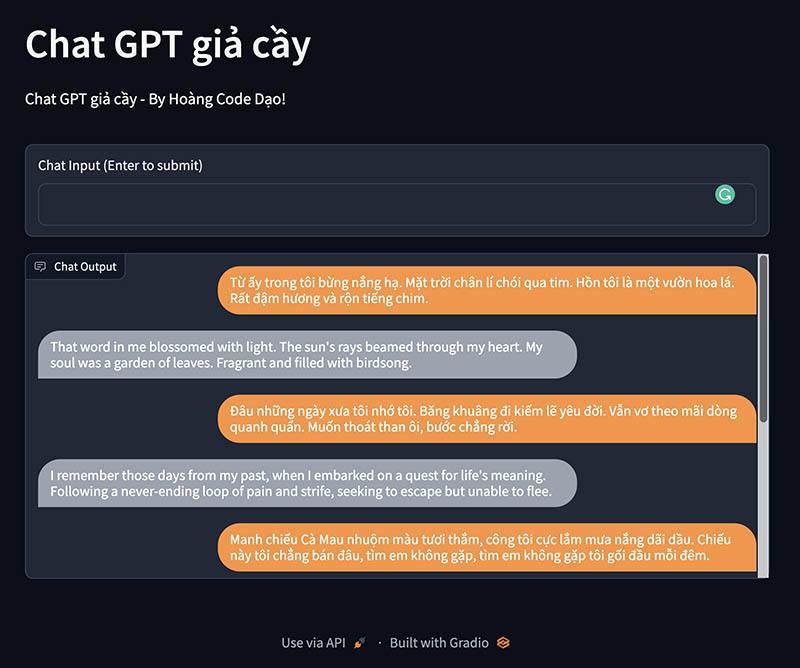 Chat GPT giả cầy
Chat GPT giả cầy - By Hoàng Code Dạo!
Chat Input (Enter to submit)
Chat Output
Từ ấy trong tôi bừng nắng hạ. Mặt trời chân lí chói qua tim. Hồn tôi là một vườn hoa lá.
Rất đậm hương và rộn tiếng chim.
That word in me blossomed with light. The sun's rays beamed through my heart. My
soul was a garden of leaves. Fragrant and filled with birdsong.
Đâu những ngày xưa tôi nhớ tôi. Băng khuâng đi kiếm lẽ yêu đời. Vẫn vơ theo mãi dòng
quanh quẩn. Muốn thoát than ôi, bước chẳng rời.
I remember those days from my past, when I embarked on a quest for life's meaning.
Following a never-ending loop of pain and strife, seeking to escape but unable to flee.
Manh chiếu Cà Mau nhuộm màu tươi thắm, công tôi cực lắm mưa nắng dãi dầu. Chiếu
này tôi chẳng bán đâu, tìm em không gặp, tìm em không gặp tôi gối đầu mỗi đêm.
Use via API · Built with Gradio